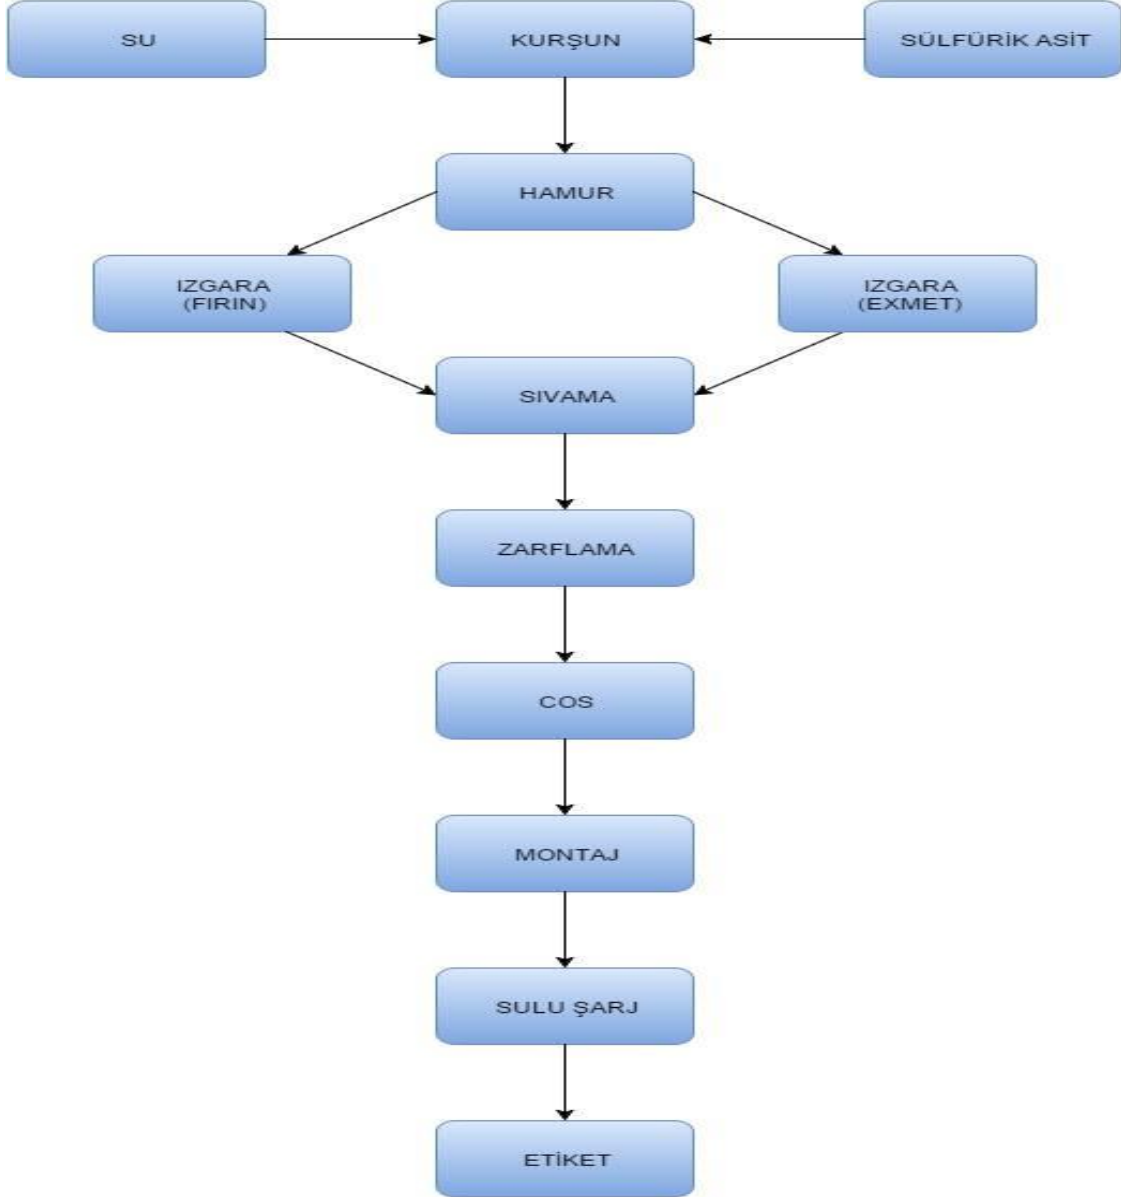 SU
KURŞUN
SÜLFÜRİK ASİT
HAMUR
IZGARA
(FIRIN)
IZGARA
(EXMET)
SIVAMA
ZARFLAMA
COS
MONTAJ
SULU ŞARJ
ETİKET